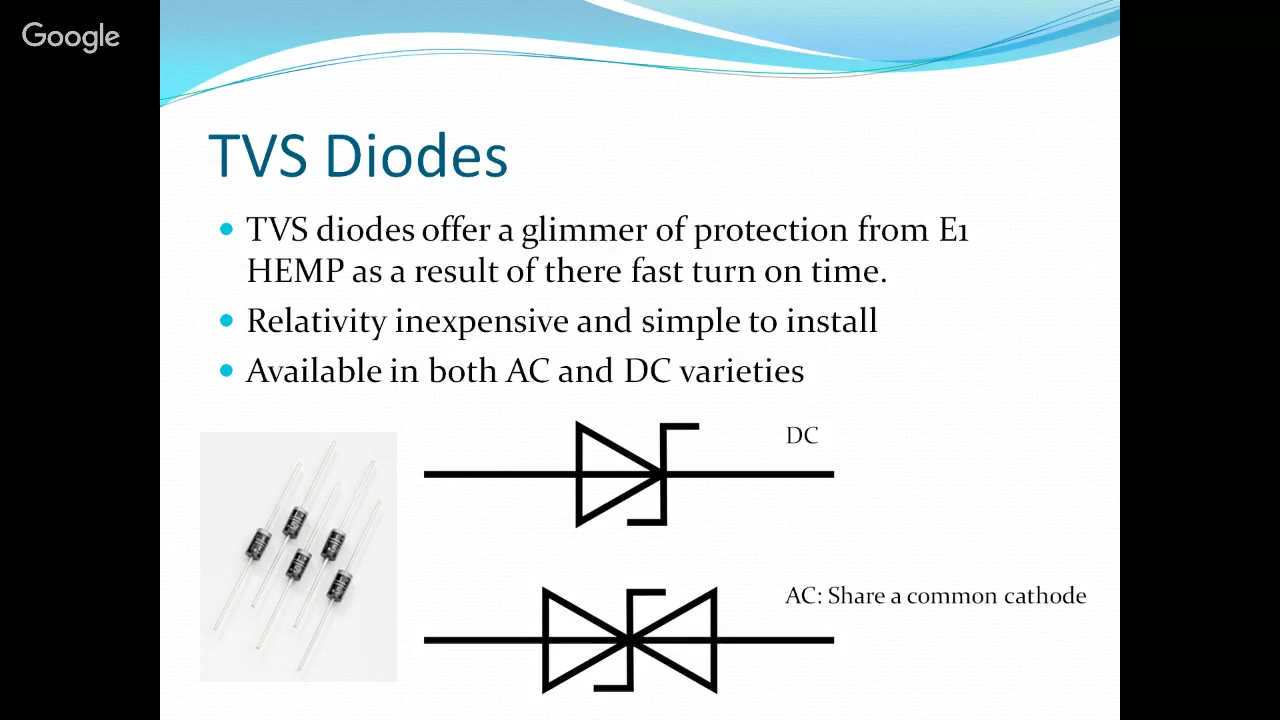 Google
TVS Diodes
• TVS diodes offer a glimmer of protection from E1
HEMP as a result of there fast turn on time.
• Relativity inexpensive and simple to install
• Available in both AC and DC varieties
DC
AC: Share a common cathode